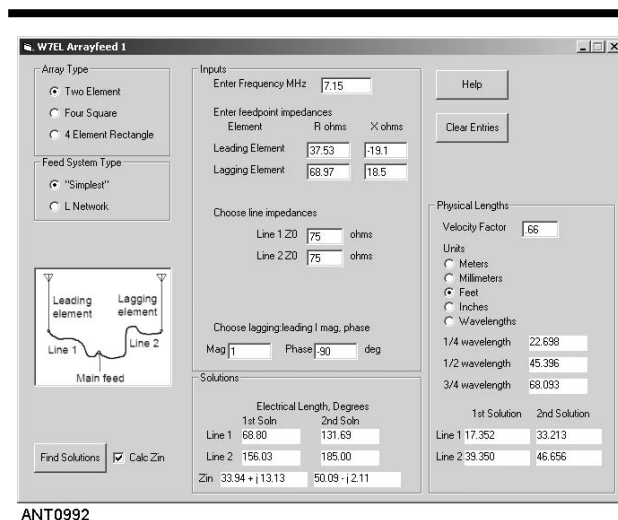 W7EL Arrayfeed 1
Array Type
Two Element
Four Square
4 Element Rectangle
Feed System Type
"Simplest"
L Network
Leading element
Lagging element
Line 1
Line 2
Main feed
Find Solutions
Calc Zin
Inputs
Enter Frequency MHz 7.15
Enter feedpoint impedances
Element R ohms X ohms
Leading Element 37.53 -19.1
Lagging Element 68.97 18.5
Choose line impedances
Line 1 Z0 75 ohms
Line 2 Z0 75 ohms
Choose lagging:leading I mag, phase
Mag 1 Phase -90 deg
Solutions
Electrical Length, Degrees
1st Soln 2nd Soln
Line 1 68.80 131.69
Line 2 156.03 185.00
Zin 33.94 + j 13.13 50.09 - j 2.11
Help
Clear Entries
Physical Lengths
Velocity Factor .66
Units
Meters
Millimeters
Feet
Inches
Wavelengths
1/4 wavelength 22.698
1/2 wavelength 45.396
3/4 wavelength 68.093
1st Solution 2nd Solution
Line 1 17.352 33.213
Line 2 39.350 46.656
ANT0992